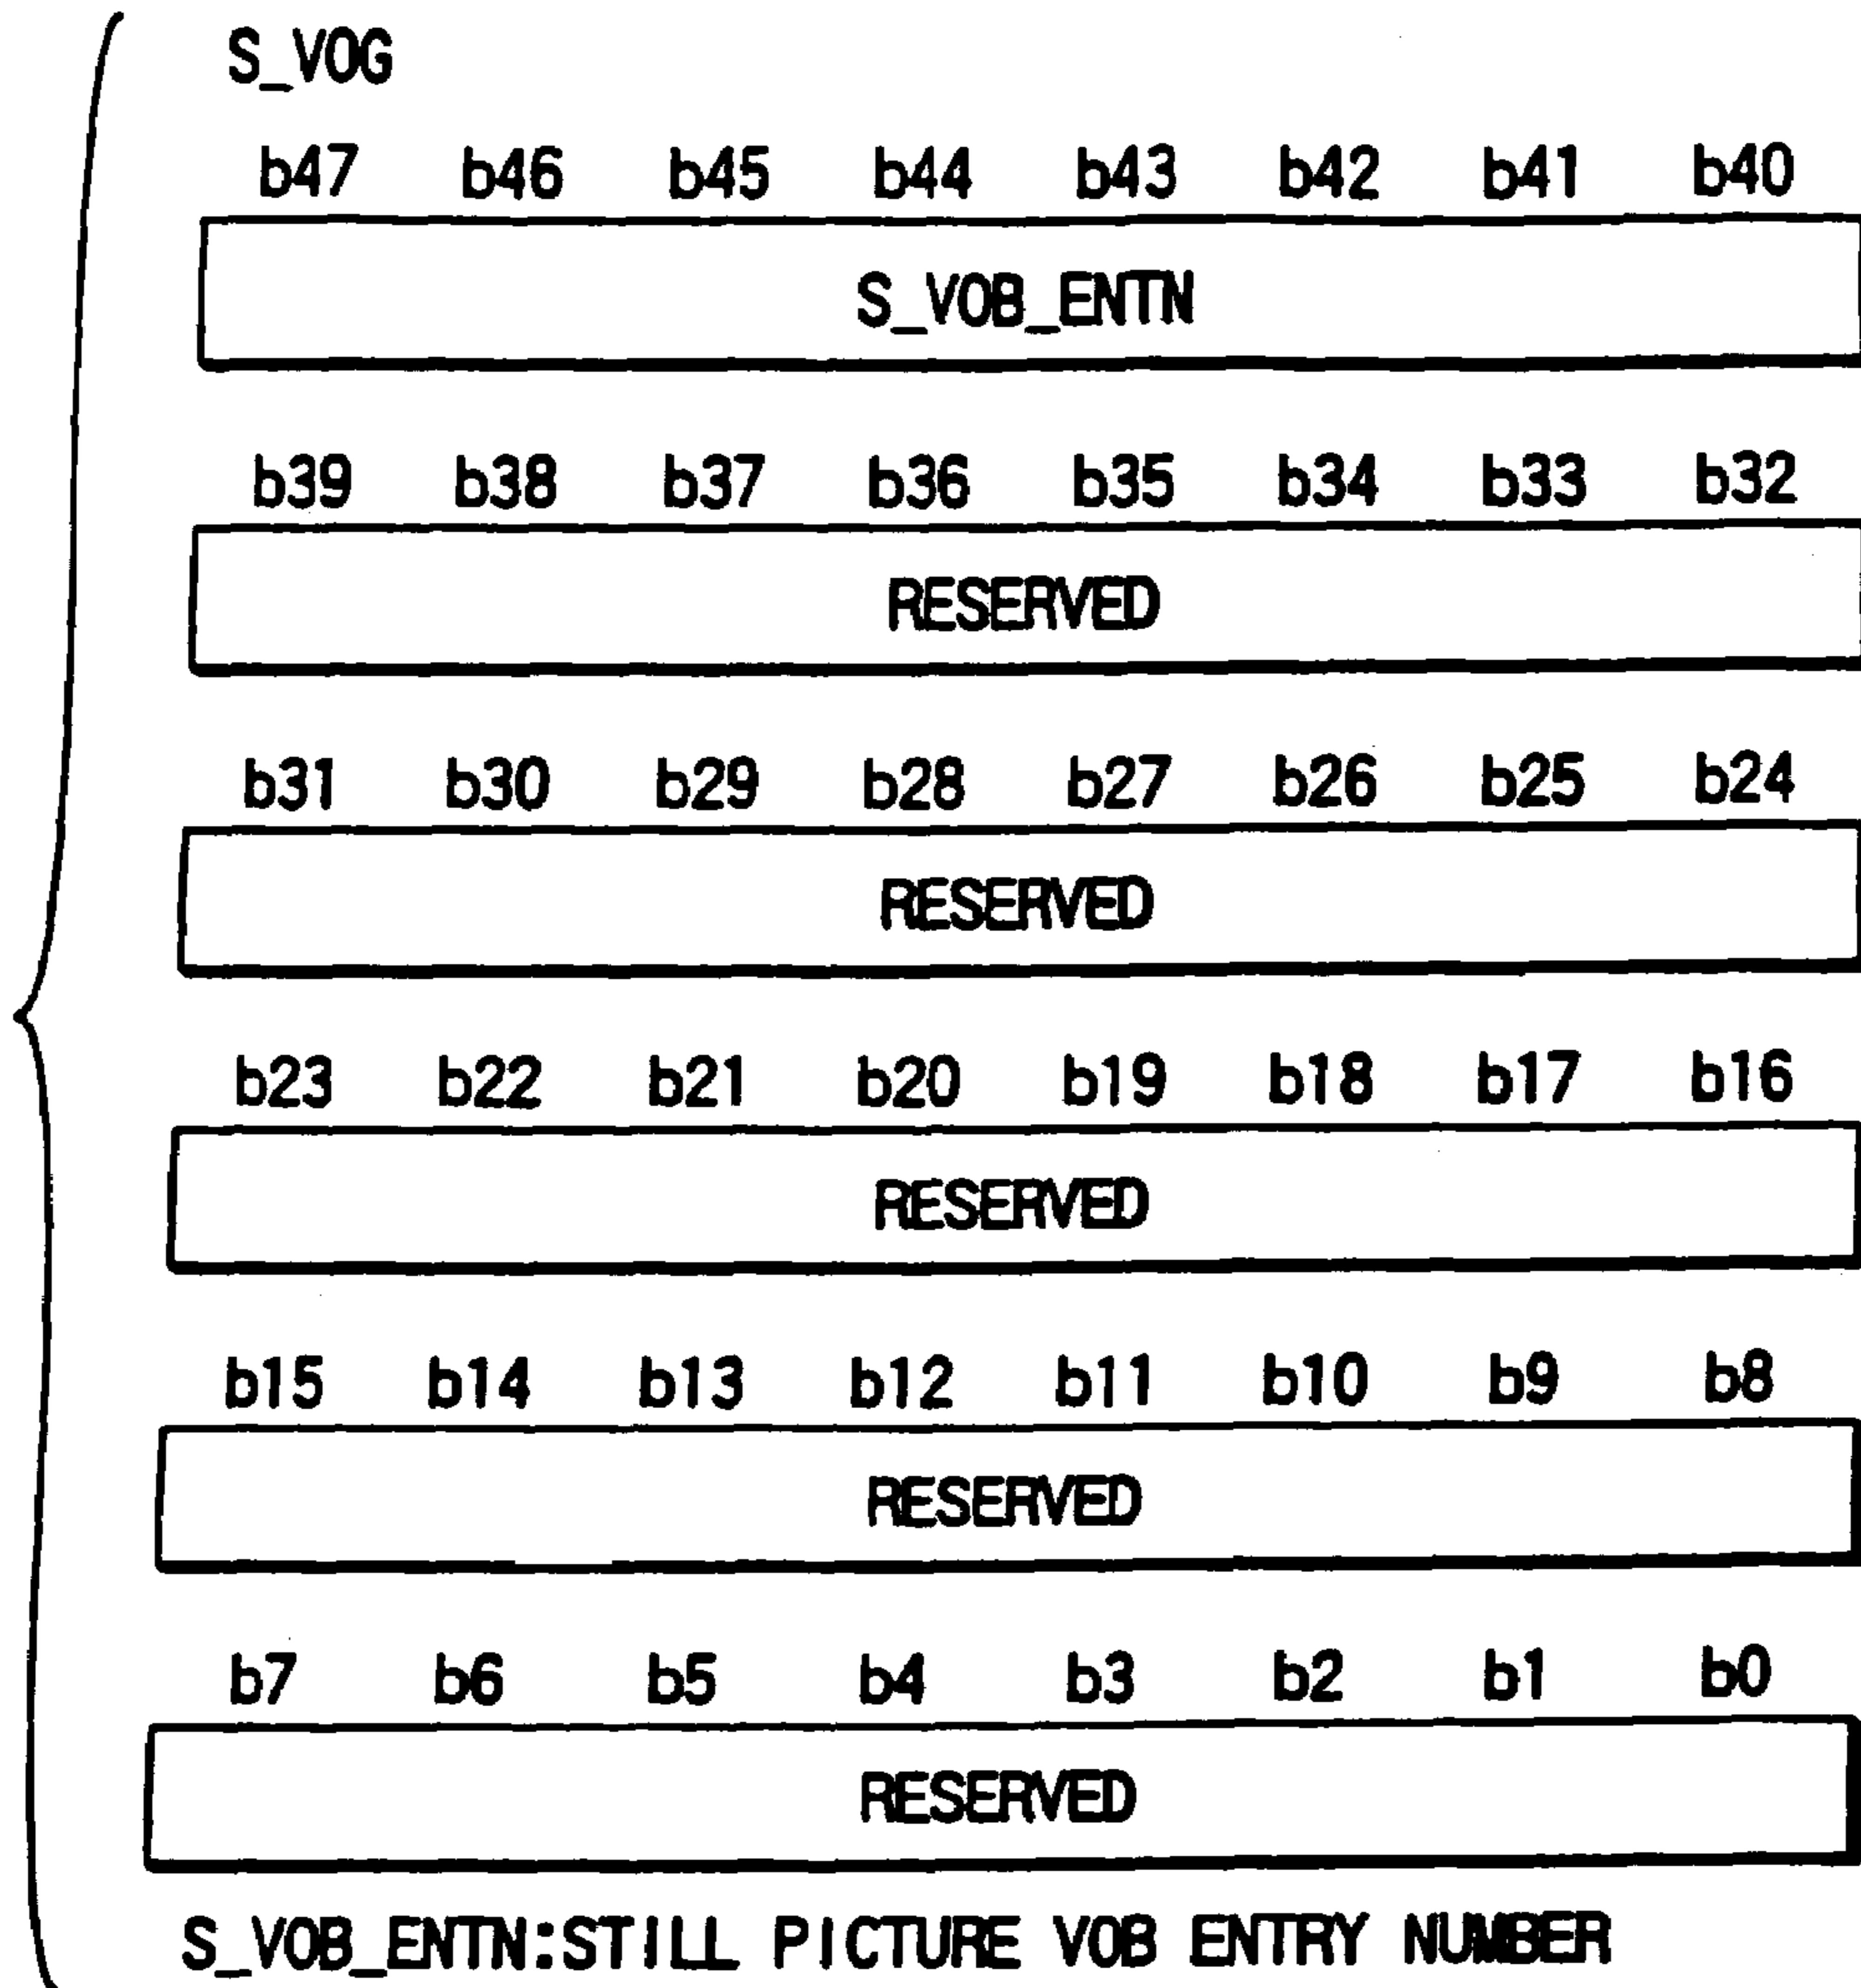 S_VOG
b47 b46 b45 b44 b43 b42 b41 b40
S_VOB_ENTN
b39 b38 b37 b36 b35 b34 b33 b32
RESERVED
b31 b30 b29 b28 b27 b26 b25 b24
RESERVED
b23 b22 b21 b20 b19 b18 b17 b16
RESERVED
b15 b14 b13 b12 b11 b10 b9 b8
RESERVED
b7 b6 b5 b4 b3 b2 b1 b0
RESERVED
S_VOB_ENTN:STILL PICTURE VOB ENTRY NUMBER